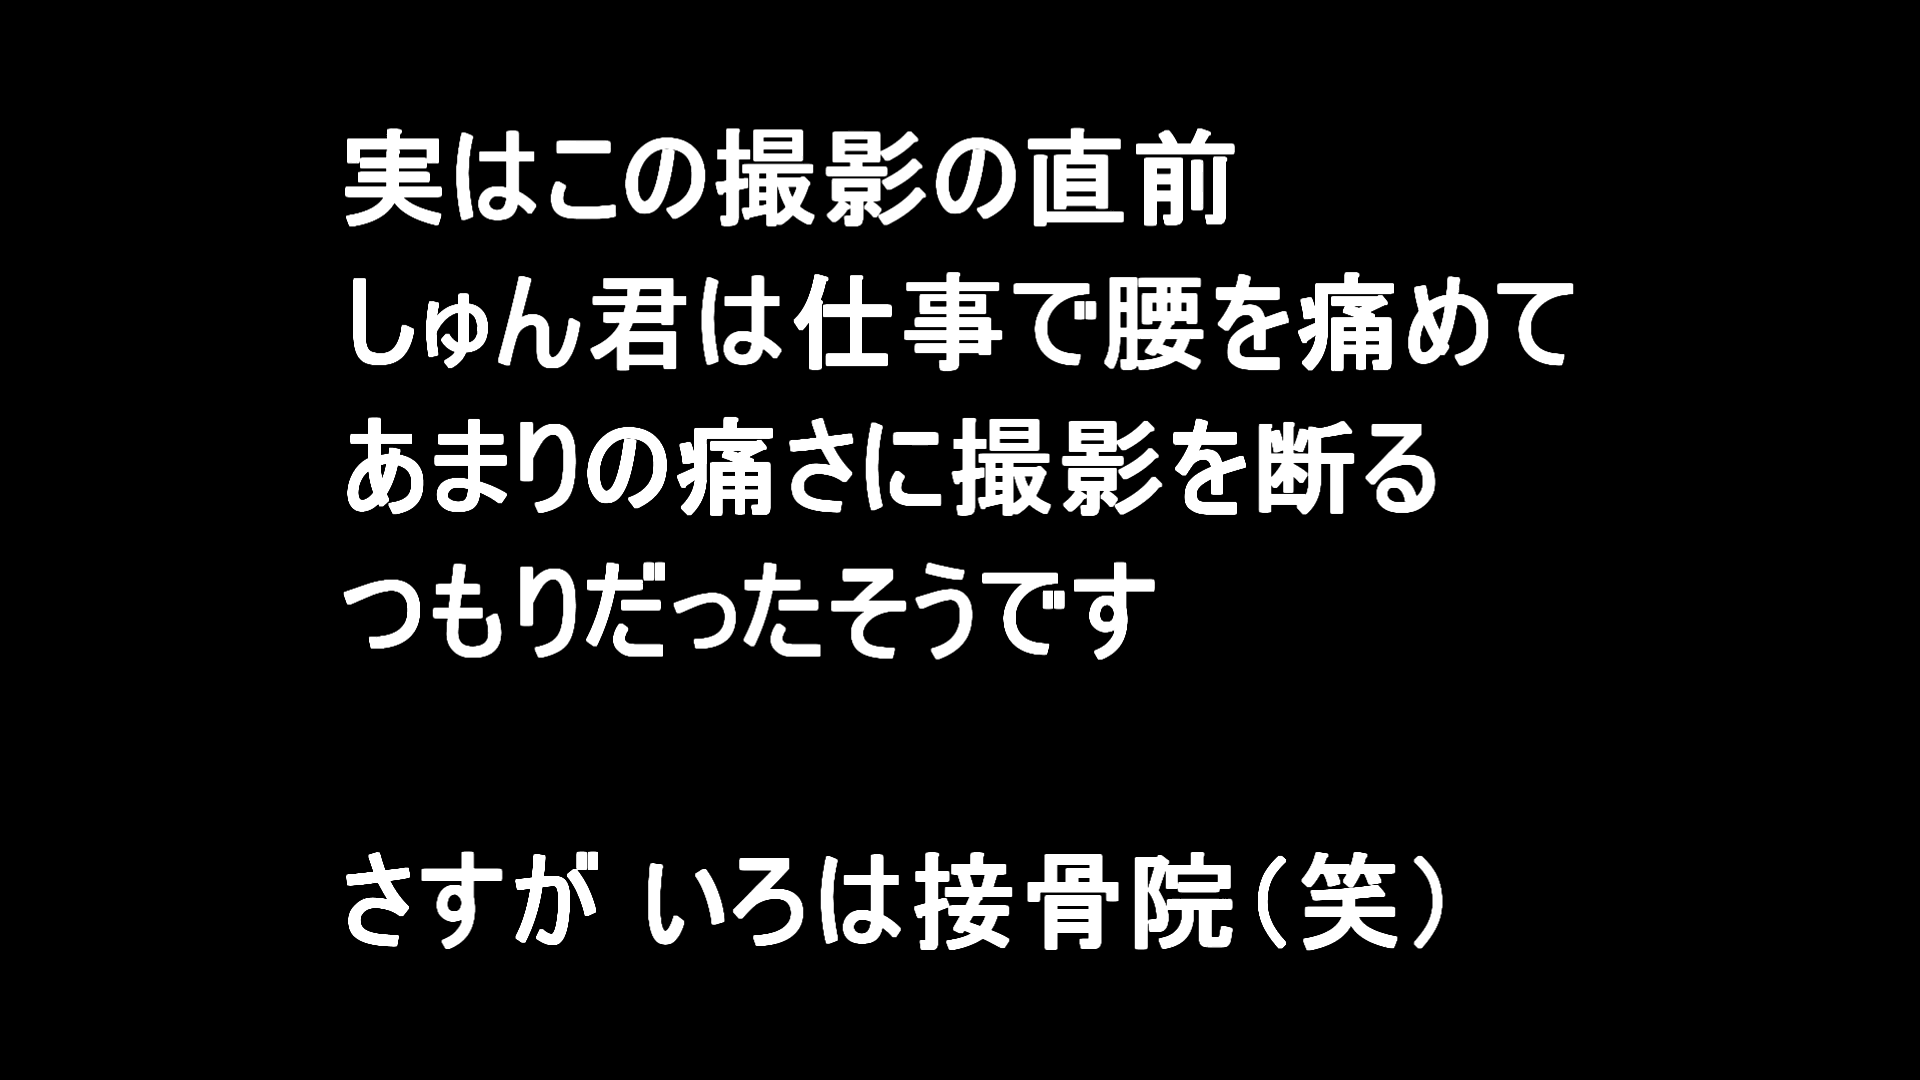 実はこの撮影の直前
しゅん君は仕事で腰を痛めて
あまりの痛さに撮影を断る
つもりだったそうです
さすが いろは接骨院（笑）